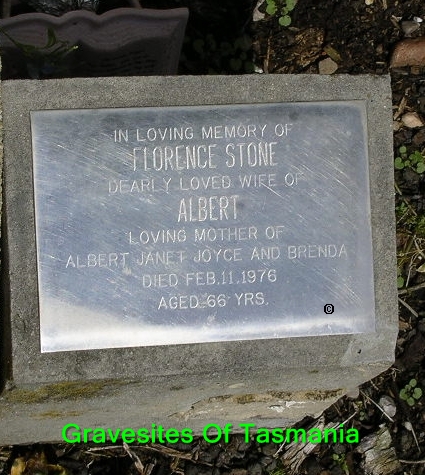 IN LOVING MEMORY OF
FLORENCE STONE
DEARLY LOVED WIFE OF
ALBERT
LOVING MOTHER OF
ALBERT JANET JOYCE AND BRENDA
DIED FEB.11.1976
AGED 66 YRS.
©
Gravesites Of Tasmania